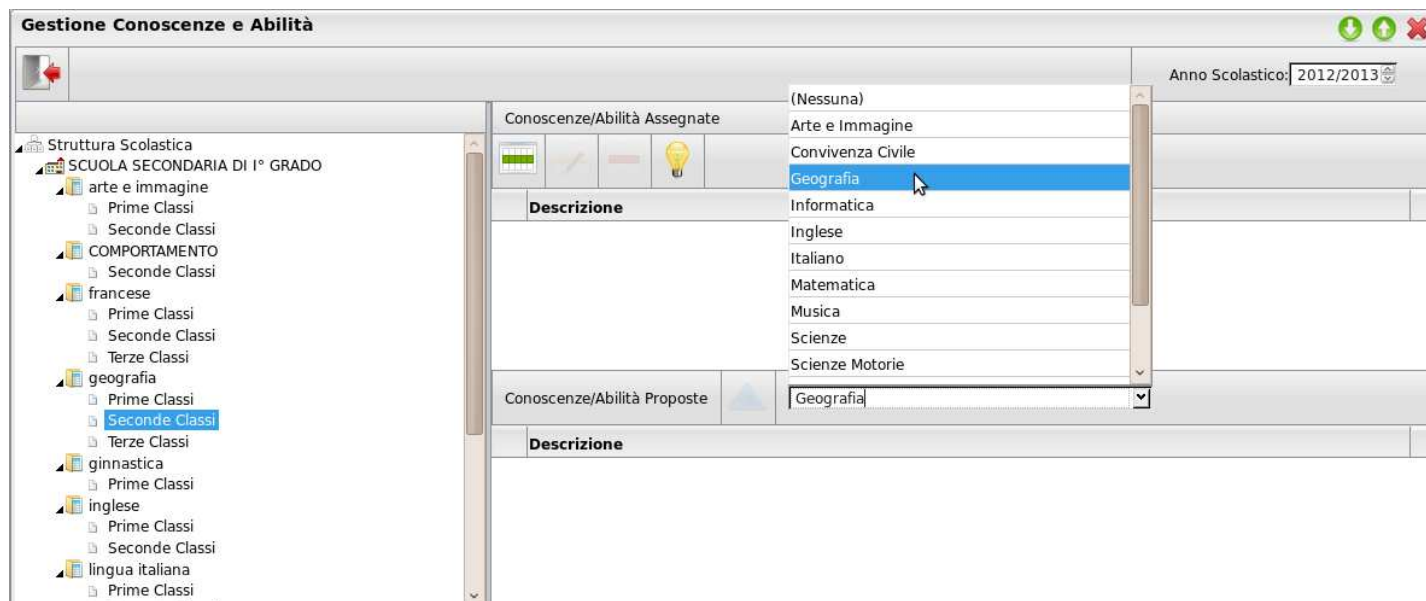 Gestione Conoscenze e Abilità
Anno Scolastico: 2012/2013
Struttura Scolastica
SCUOLA SECONDARIA DI I° GRADO
arte e immagine
Prime Classi
Seconde Classi
COMPORTAMENTO
Seconde Classi
francese
Prime Classi
Seconde Classi
Terze Classi
geografia
Prime Classi
Seconde Classi
Terze Classi
ginnastica
Prime Classi
inglese
Prime Classi
Seconde Classi
lingua italiana
Prime Classi
Conoscenze/Abilità Assegnate
Descrizione
(Nessuna)
Arte e Immagine
Convivenza Civile
Geografia
Informatica
Inglese
Italiano
Matematica
Musica
Scienze
Scienze Motorie
Conoscenze/Abilità Proposte
Geografia
Descrizione